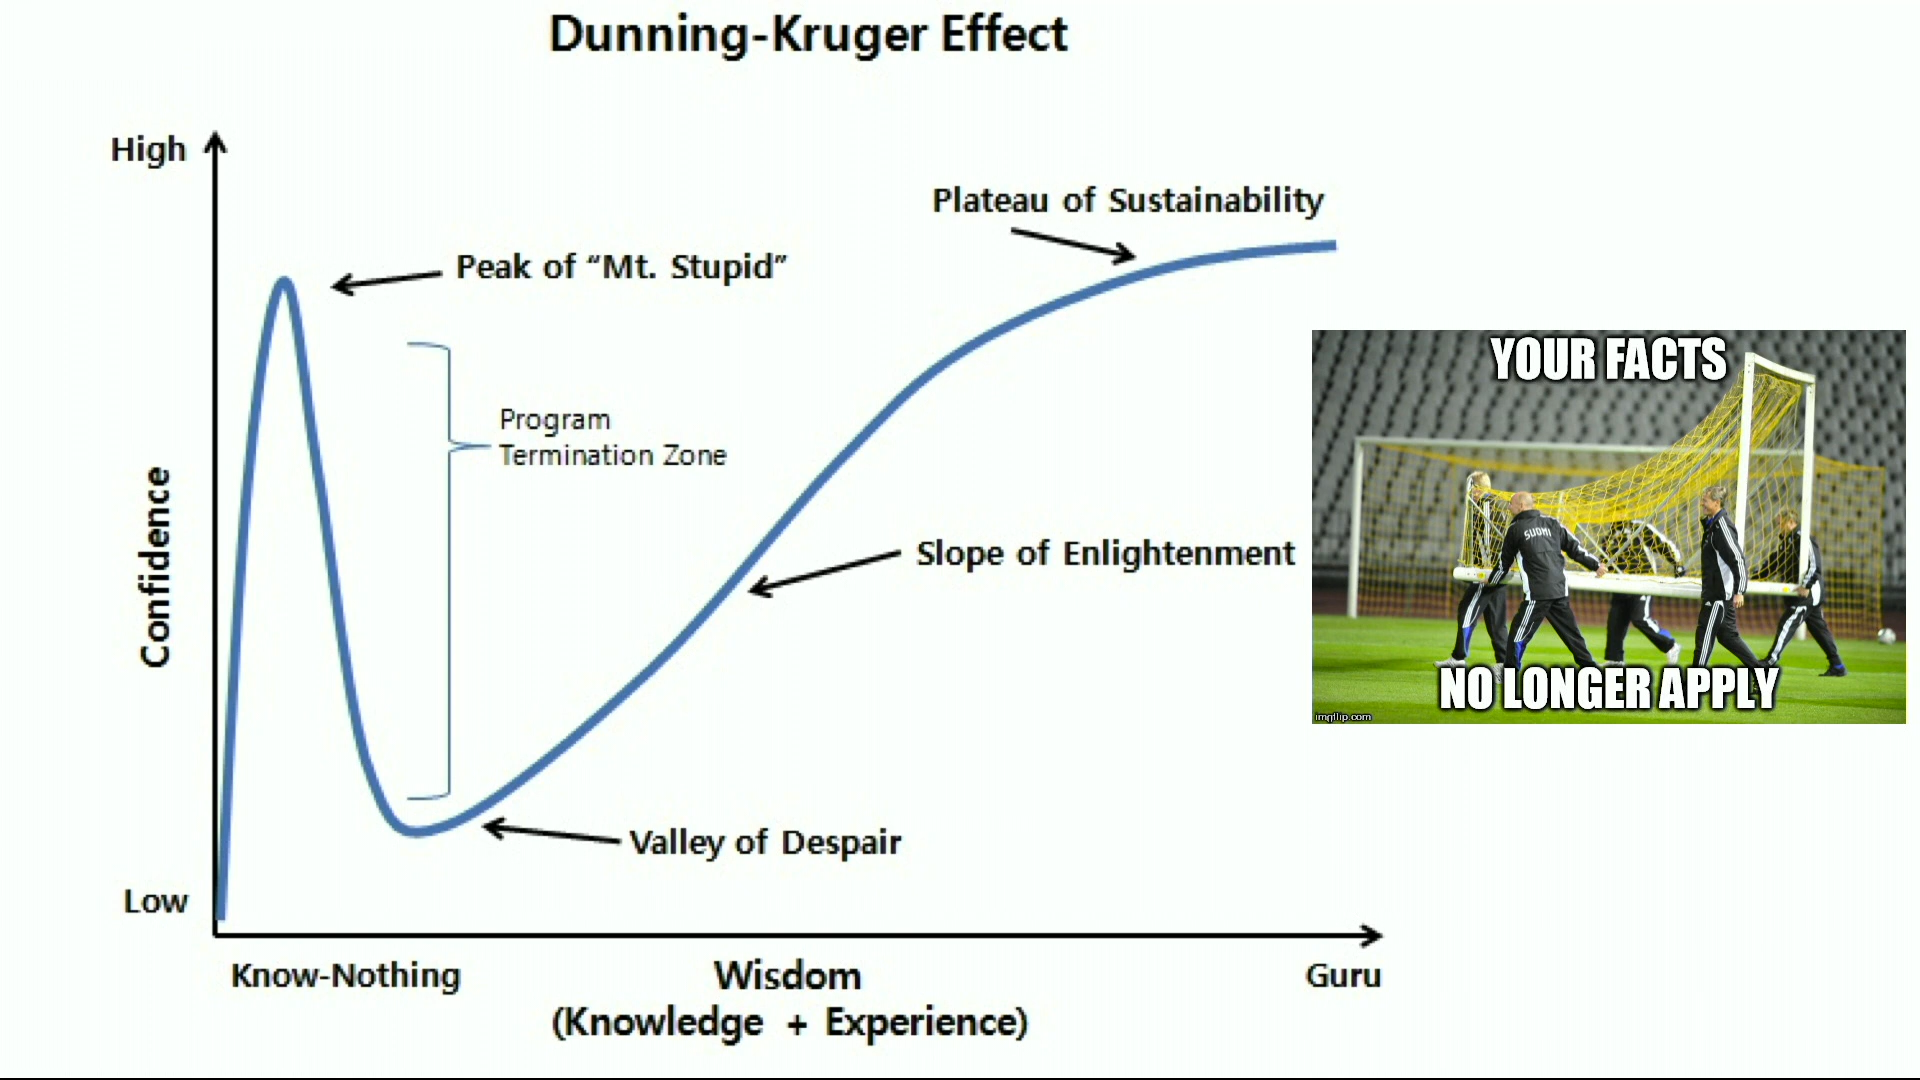 Dunning-Kruger Effect
High
Plateau of Sustainability
Peak of “Mt. Stupid”
Program
Termination Zone
Confidence
Slope of Enlightenment
Valley of Despair
Low
Know-Nothing
Wisdom
Guru
(Knowledge + Experience)
YOUR FACTS
SUOMI
NO LONGER APPLY
imgflip.com